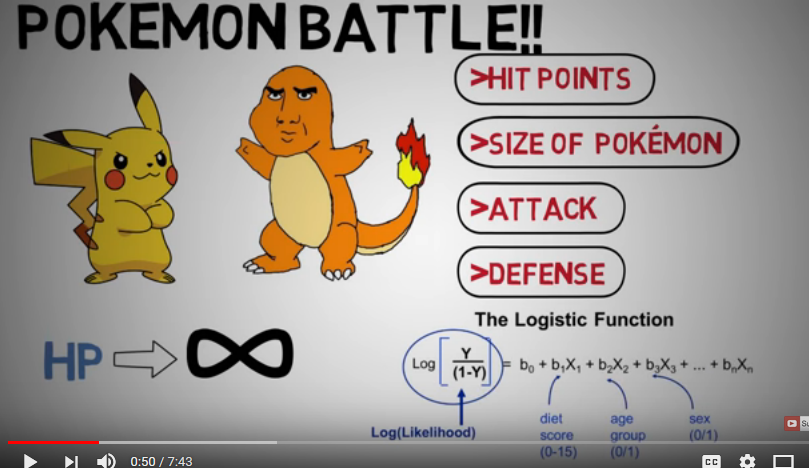 POKEMON BATTLE!!
>HIT POINTS
>SIZE OF POKÉMON
>ATTACK
>DEFENSE
HP
The Logistic Function
Log [ Y / (1-Y) ] = b₀ + b₁X₁ + b₂X₂ + b₃X₃ + ... + bₙXₙ
Log(Likelihood)
diet
score
(0-15)
age
group
(0/1)
sex
(0/1)
0:50 / 7:43
CC